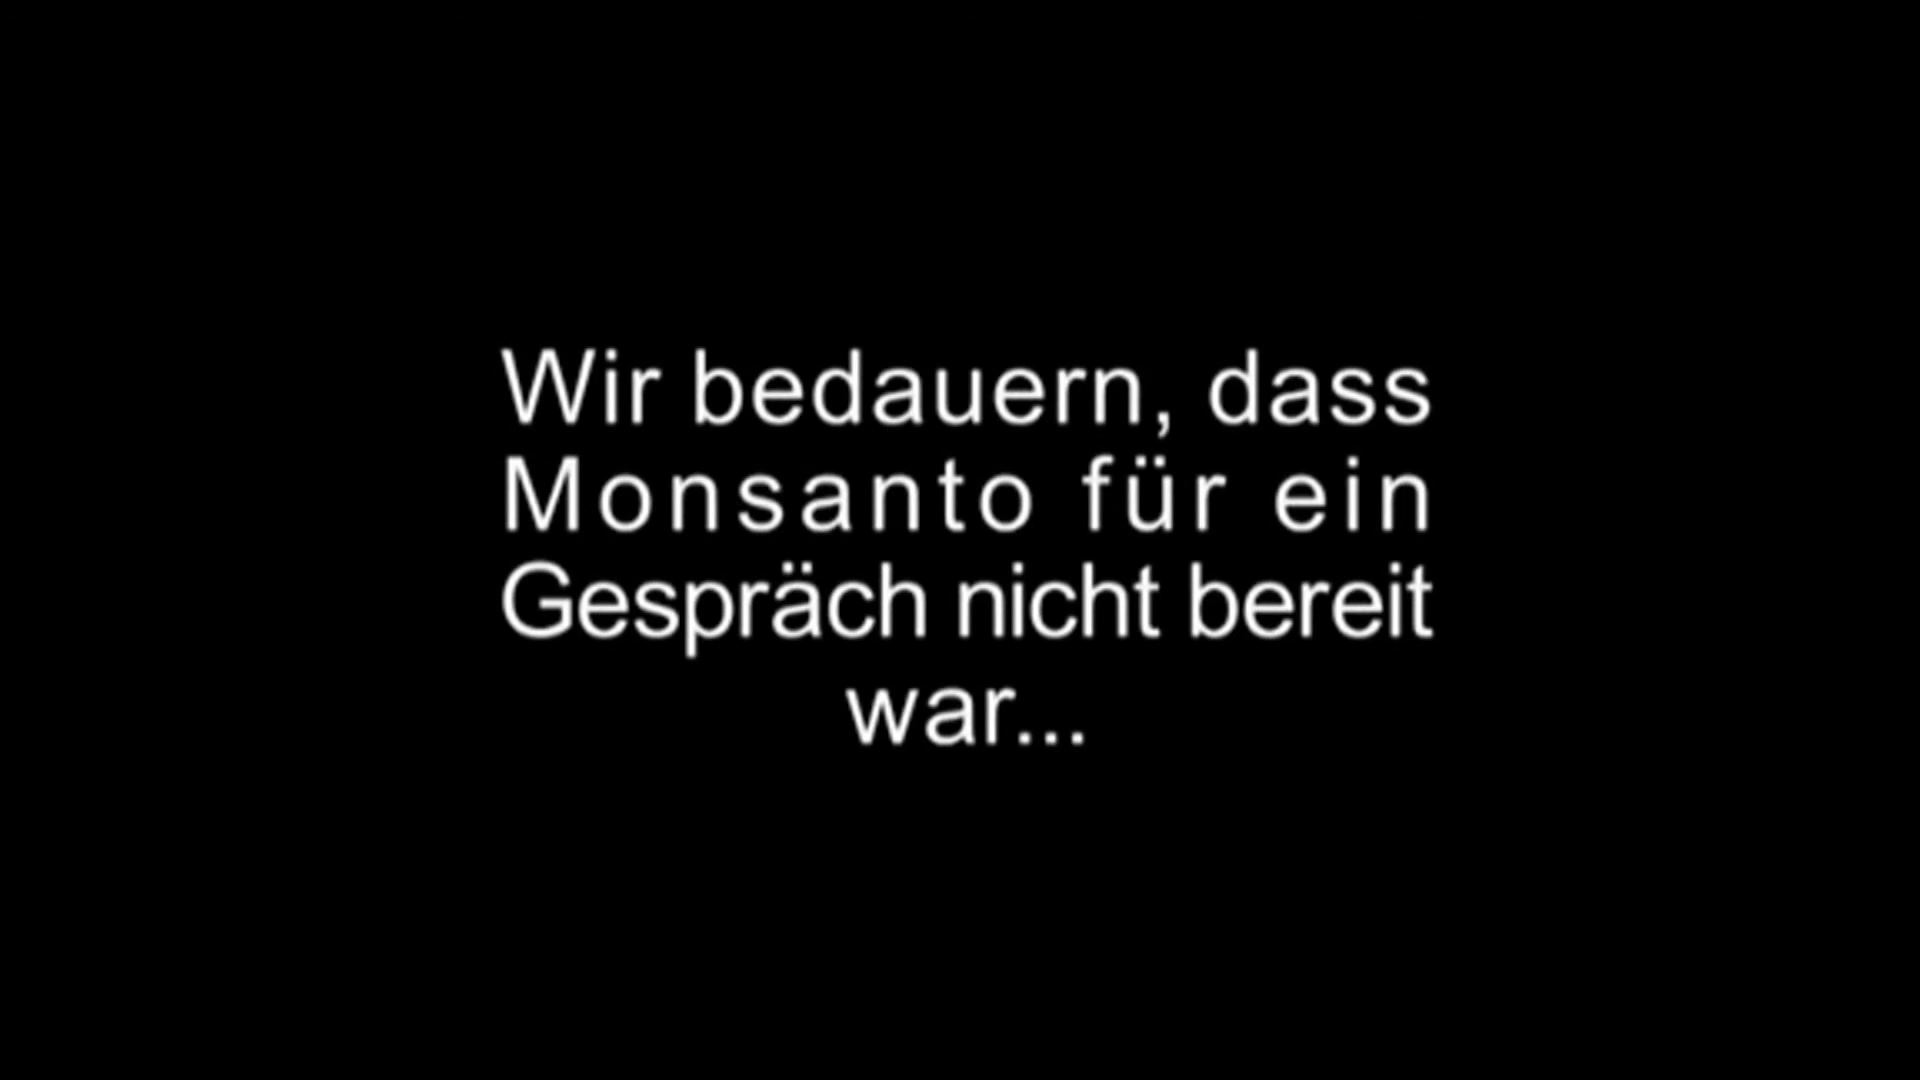 Wir bedauern, dass
Monsanto für ein
Gespräch nicht bereit
war...